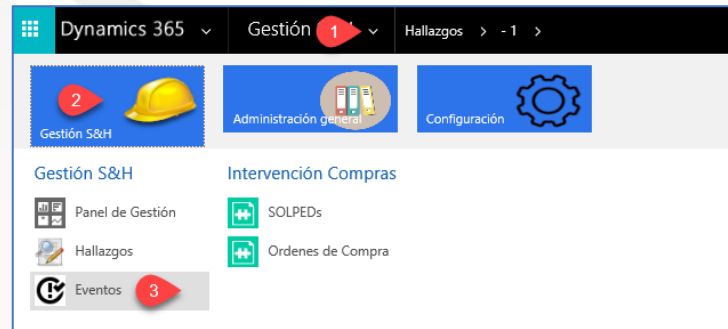 Dynamics 365 Gestión 1 Hallazgos > - 1 >
2
Gestión S&H
Administración general
Configuración
Gestión S&H
Intervención Compras
Panel de Gestión
SOLPEDs
Hallazgos
Ordenes de Compra
Eventos 3